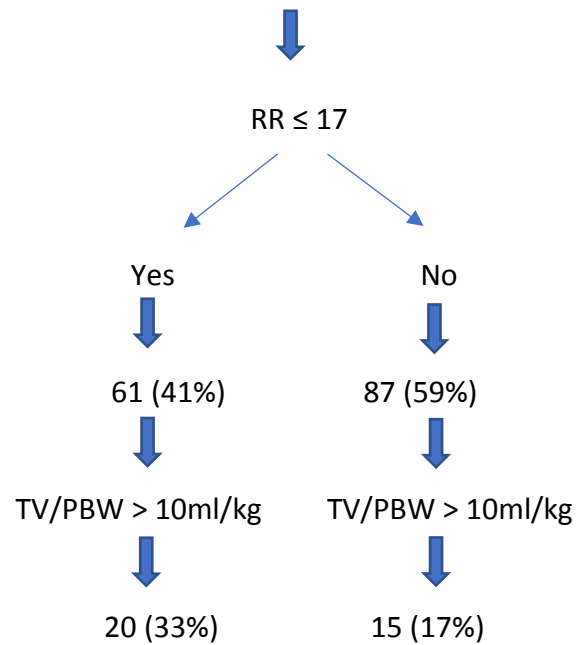 RR ≤ 17
Yes
No
61 (41%)
87 (59%)
TV/PBW > 10ml/kg
TV/PBW > 10ml/kg
20 (33%)
15 (17%)